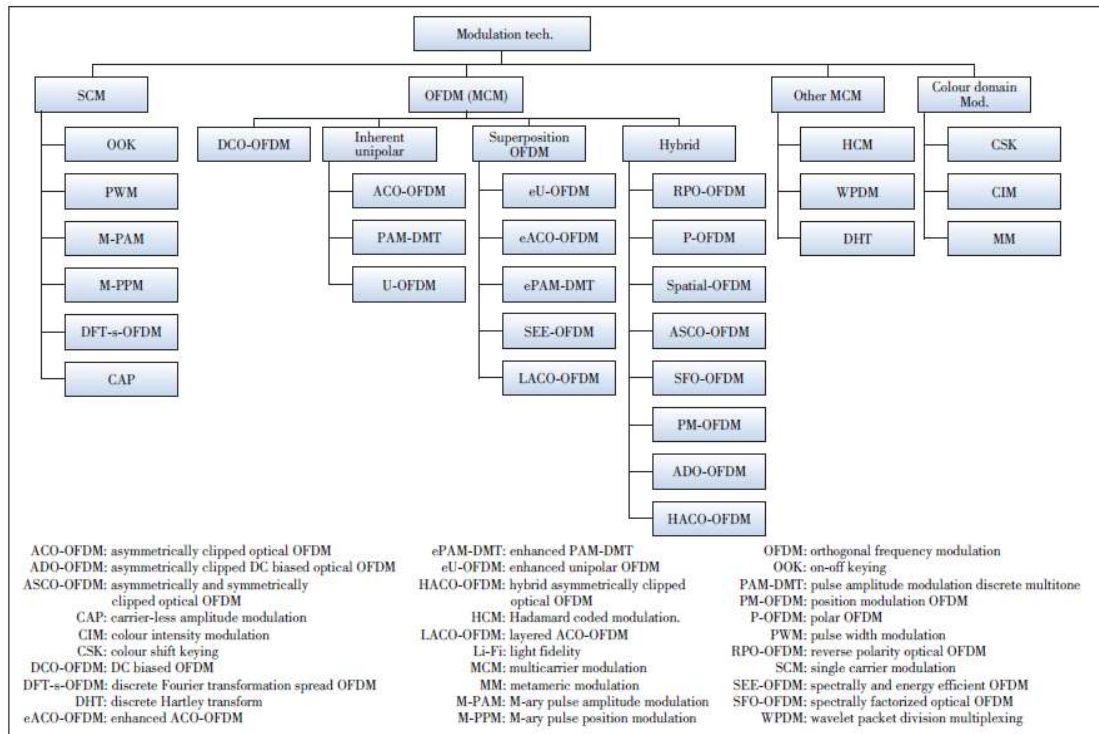 Modulation tech.
SCM
OFDM (MCM)
Other MCM
Colour domain
Mod.
OOK
PWM
M-PAM
M-PPM
DFT-s-OFDM
CAP
DCO-OFDM
Inherent
unipolar
ACO-OFDM
PAM-DMT
U-OFDM
Superposition
OFDM
eU-OFDM
eACO-OFDM
ePAM-DMT
SEE-OFDM
LACO-OFDM
Hybrid
RPO-OFDM
P-OFDM
Spatial-OFDM
ASCO-OFDM
SFO-OFDM
PM-OFDM
ADO-OFDM
HACO-OFDM
HCM
WPDM
DHT
CSK
CIM
MM
ACO-OFDM: asymmetrically clipped optical OFDM
ADO-OFDM: asymmetrically clipped DC biased optical OFDM
ASCO-OFDM: asymmetrically and symmetrically
clipped optical OFDM
CAP: carrier-less amplitude modulation
CIM: colour intensity modulation
CSK: colour shift keying
DCO-OFDM: DC biased OFDM
DFT-s-OFDM: discrete Fourier transformation spread OFDM
DHT: discrete Hartley transform
eACO-OFDM: enhanced ACO-OFDM
ePAM-DMT: enhanced PAM-DMT
eU-OFDM: enhanced unipolar OFDM
HACO-OFDM: hybrid asymmetrically clipped
optical OFDM
HCM: Hadamard coded modulation.
LACO-OFDM: layered ACO-OFDM
Li-Fi: light fidelity
MCM: multicarrier modulation
MM: metameric modulation
M-PAM: M-ary pulse amplitude modulation
M-PPM: M-ary pulse position modulation
OFDM: orthogonal frequency modulation
OOK: on-off keying
PAM-DMT: pulse amplitude modulation discrete multitone
PM-OFDM: position modulation OFDM
P-OFDM: polar OFDM
PWM: pulse width modulation
RPO-OFDM: reverse polarity optical OFDM
SCM: single carrier modulation
SEE-OFDM: spectrally and energy efficient OFDM
SFO-OFDM: spectrally factorized optical OFDM
WPDM: wavelet packet division multiplexing